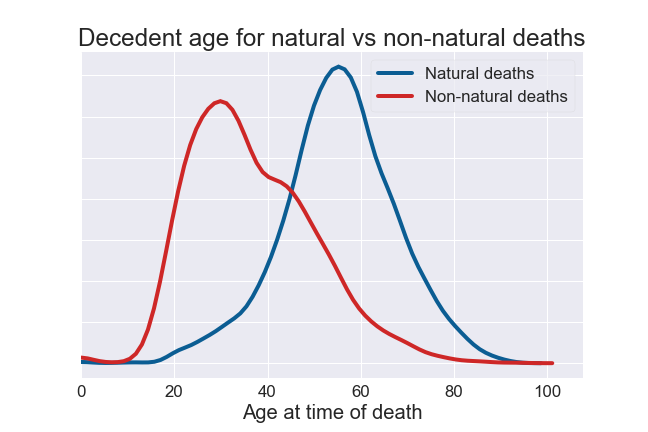 Decedent age for natural vs non-natural deaths
Natural deaths
Non-natural deaths
0 20 40 60 80 100
Age at time of death